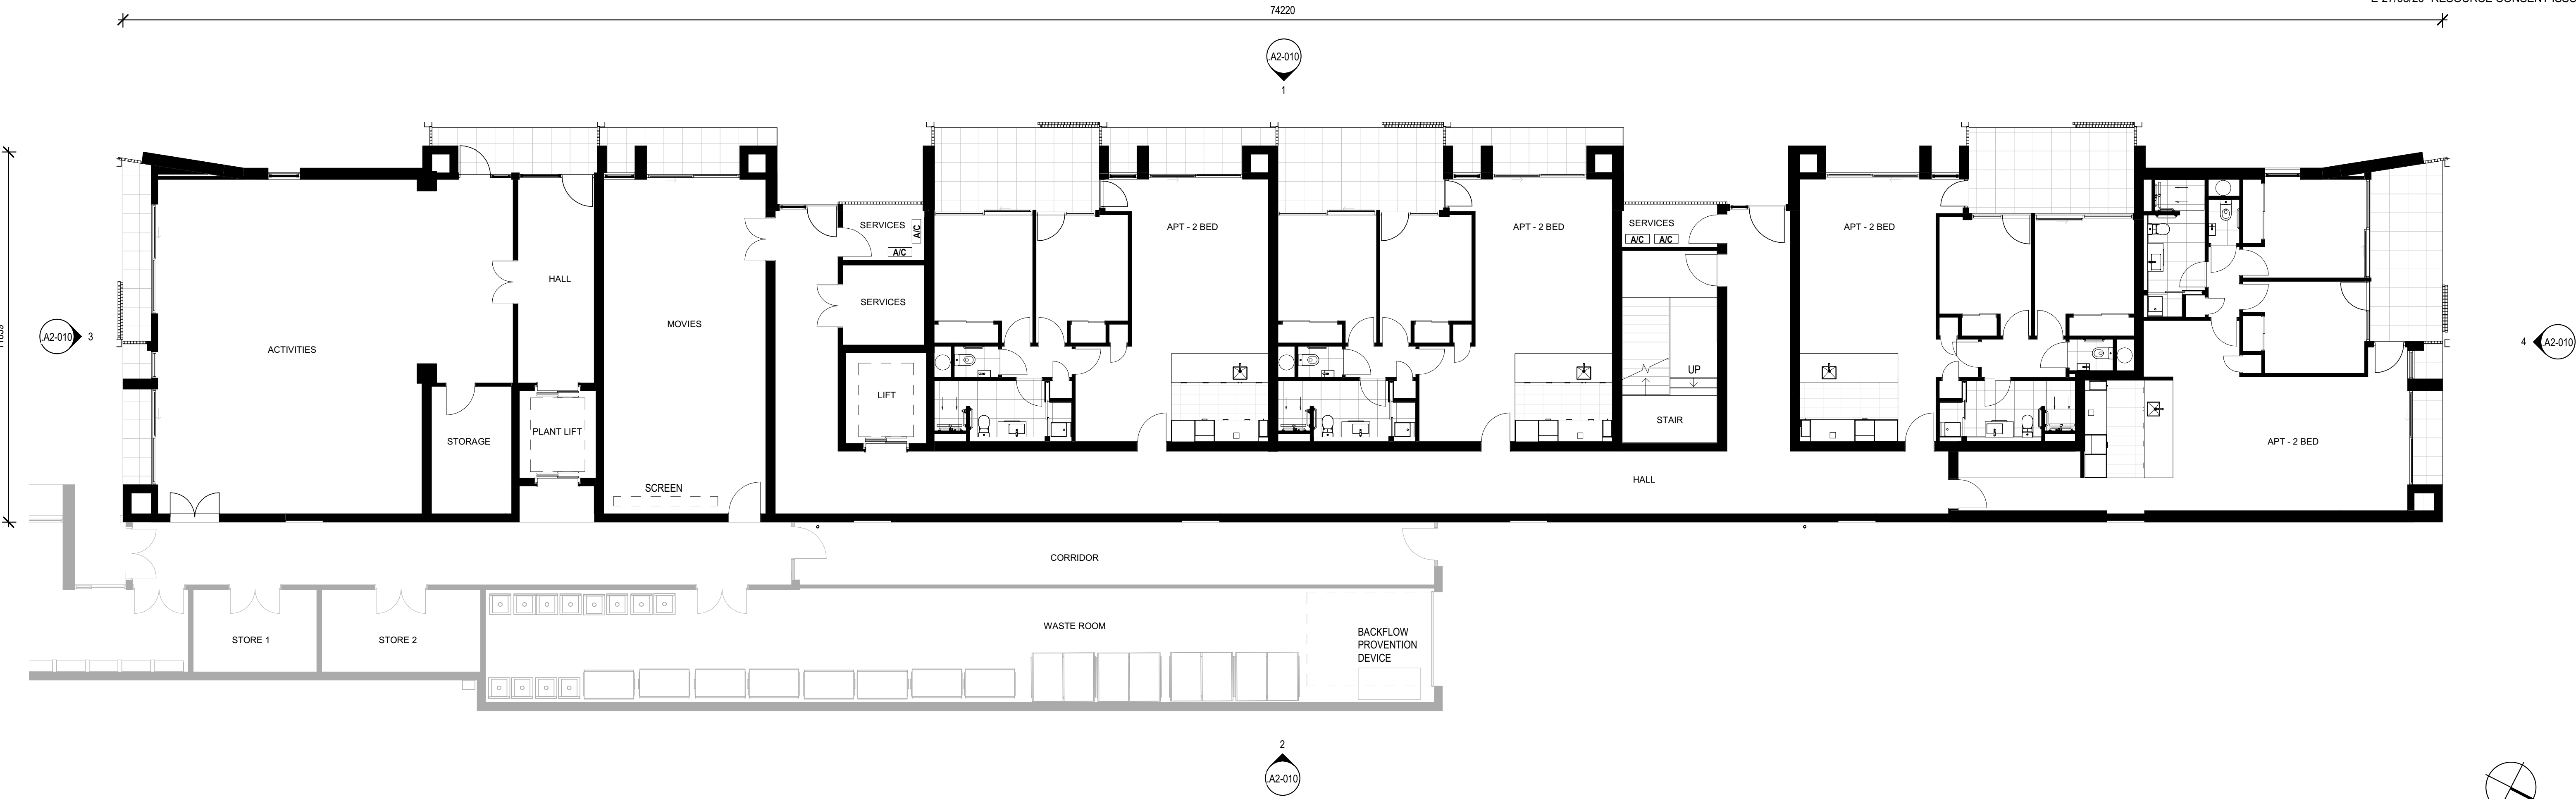 74220
A2-010
1
SERVICES
A/C
A/C
APT - 2 BED
APT - 2 BED
SERVICES
A/C A/C
APT - 2 BED
HALL
SERVICES
MOVIES
A2-010
3
ACTIVITIES
4
A2-010
UP
LIFT
STAIR
PLANT LIFT
STORAGE
APT - 2 BED
SCREEN
HALL
CORRIDOR
STORE 1
STORE 2
WASTE ROOM
BACKFLOW
PROVENTION
DEVICE
2
A2-010